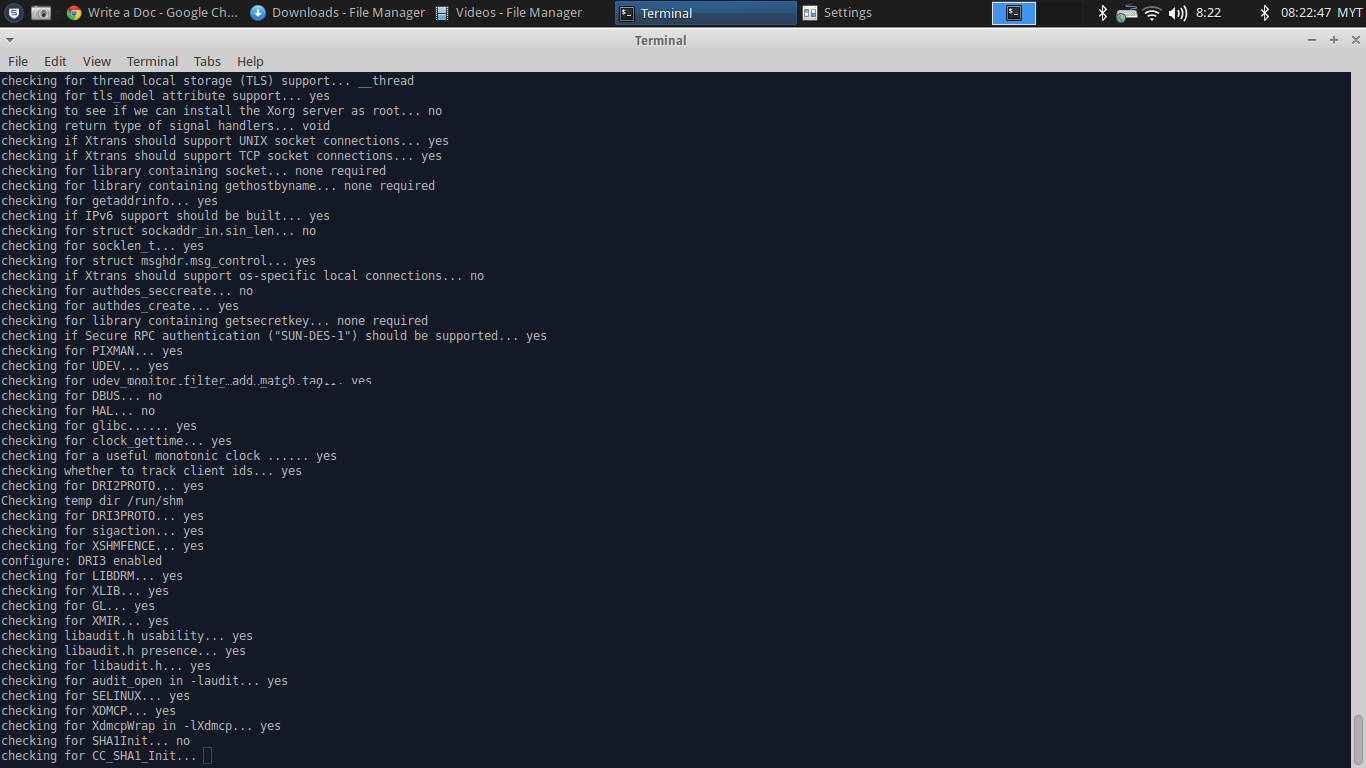 Write a Doc - Google Ch... Downloads - File Manager Videos - File Manager Terminal Settings 8:22 08:22:47 MYT
Terminal
File Edit View Terminal Tabs Help
checking for thread local storage (TLS) support... __thread
checking for tls_model attribute support... yes
checking to see if we can install the Xorg server as root... no
checking return type of signal handlers... void
checking if Xtrans should support UNIX socket connections... yes
checking if Xtrans should support TCP socket connections... yes
checking for library containing socket... none required
checking for library containing gethostbyname... none required
checking for getaddrinfo... yes
checking if IPv6 support should be built... yes
checking for struct sockaddr_in.sin_len... no
checking for socklen_t... yes
checking for struct msghdr.msg_control... yes
checking if Xtrans should support os-specific local connections... no
checking for authdes_seccreate... no
checking for authdes_create... yes
checking for library containing getsecretkey... none required
checking if Secure RPC authentication ("SUN-DES-1") should be supported... yes
checking for PIXMAN... yes
checking for UDEV... yes
checking for udev_monitor_filter_add_match_tag... yes
checking for DBUS... no
checking for HAL... no
checking for glibc...... yes
checking for clock_gettime... yes
checking for a useful monotonic clock ...... yes
checking whether to track client ids... yes
checking for DRI2PROTO... yes
Checking temp dir /run/shm
checking for DRI3PROTO... yes
checking for sigaction... yes
checking for XSHMFENCE... yes
configure: DRI3 enabled
checking for LIBDRM... yes
checking for XLIB... yes
checking for GL... yes
checking for XMIR... yes
checking libaudit.h usability... yes
checking libaudit.h presence... yes
checking for libaudit.h... yes
checking for audit_open in -laudit... yes
checking for SELINUX... yes
checking for XDMCP... yes
checking for XdmcpWrap in -lXdmcp... yes
checking for SHA1Init... no
checking for CC_SHA1_Init...